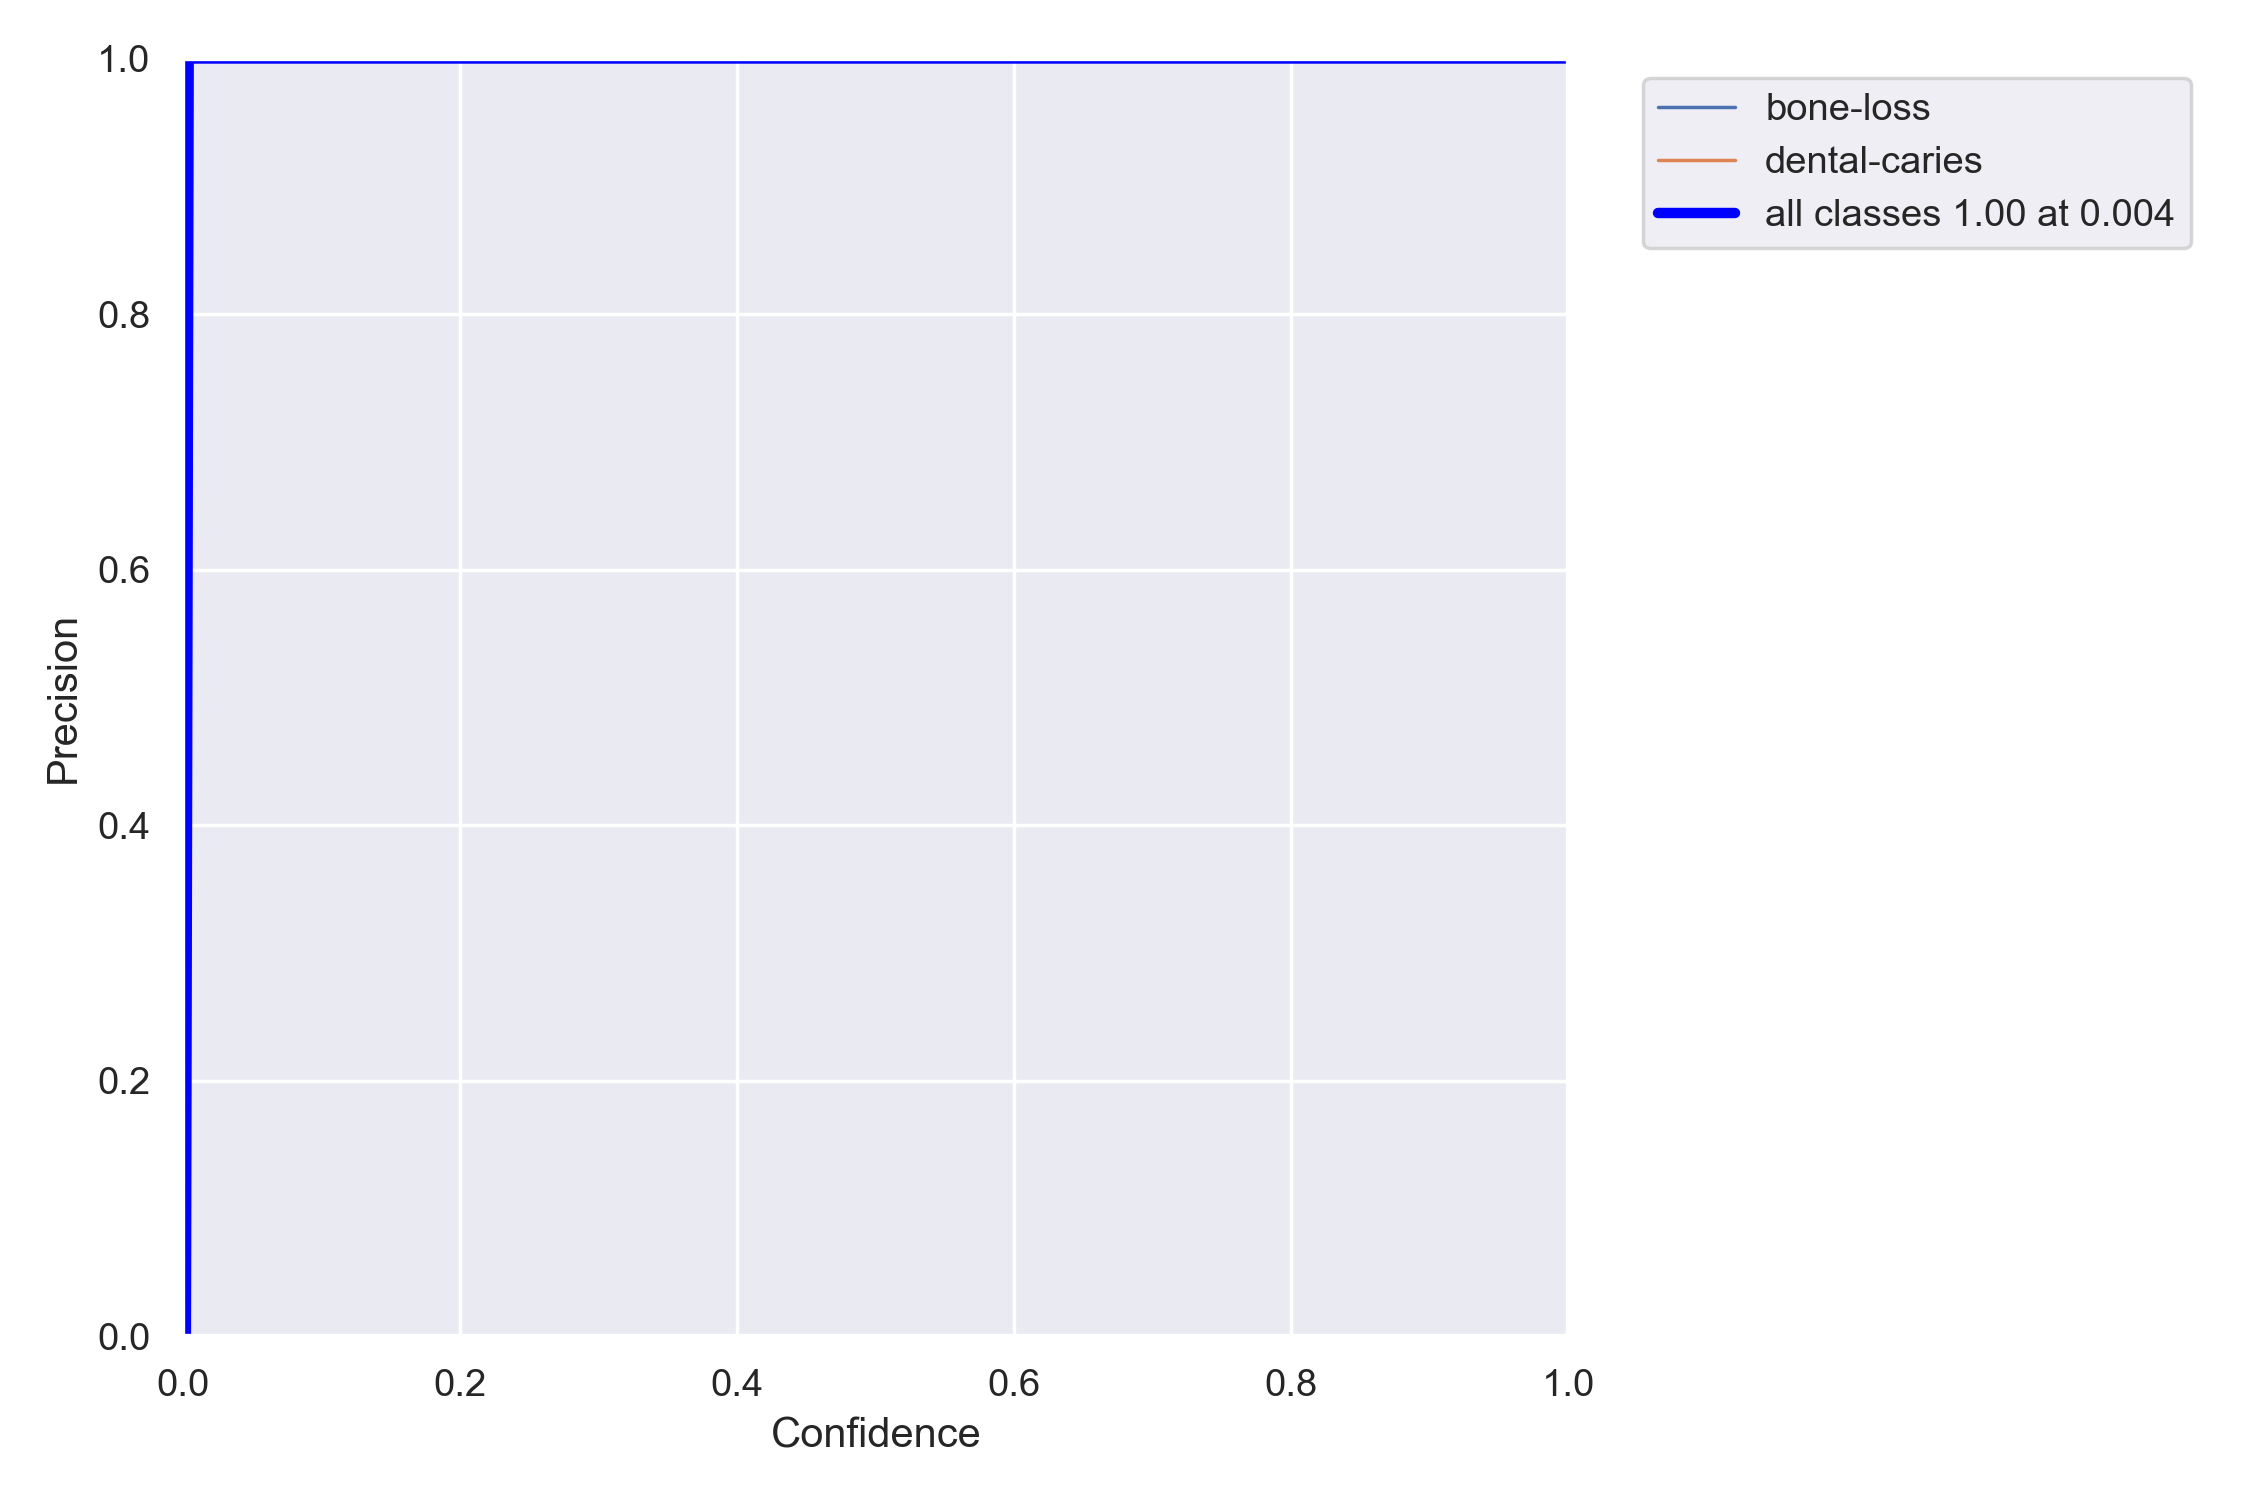 1.0
0.8
0.6
0.4
0.2
0.0
Precision
0.0 0.2 0.4 0.6 0.8 1.0
Confidence
bone-loss
dental-caries
all classes 1.00 at 0.004